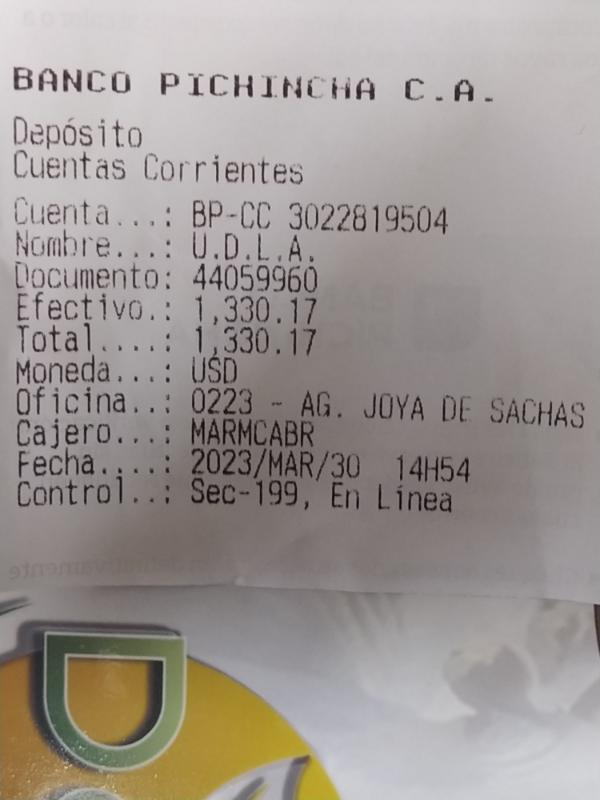 BANCO PICHINCHA C.A.
Depósito
Cuentas Corrientes
Cuenta...: BP-CC 3022819504
Nombre...: U.D.L.A.
Documento: 44059960
Efectivo.: 1,330.17
Total....: 1,330.17
Moneda...: USD
Oficina..: 0223 - AG. JOYA DE SACHAS
Cajero...: MARMCABR
Fecha....: 2023/MAR/30 14H54
Control..: Sec-199, En Línea